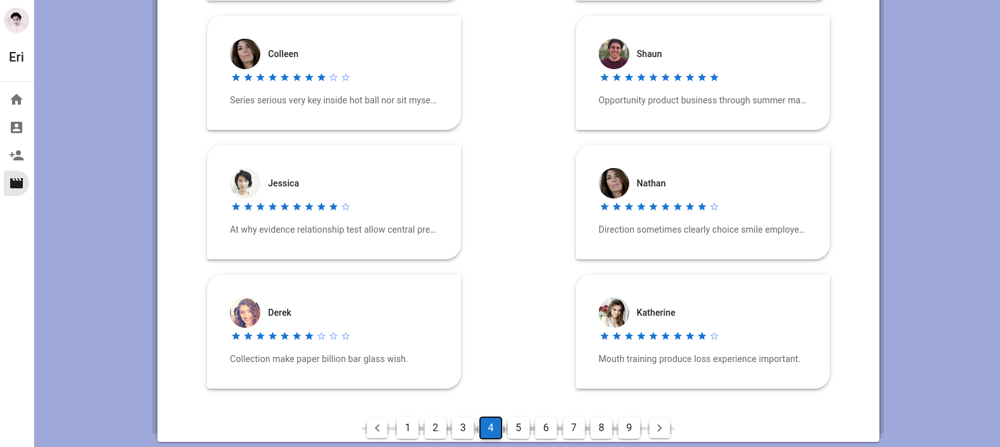 Eri
Colleen
Series serious very key inside hot ball nor sit myse...
Shaun
Opportunity product business through summer ma...
Jessica
At why evidence relationship test allow central pre...
Nathan
Direction sometimes clearly choice smile employe...
Derek
Collection make paper billion bar glass wish.
Katherine
Mouth training produce loss experience important.
1 2 3 4 5 6 7 8 9